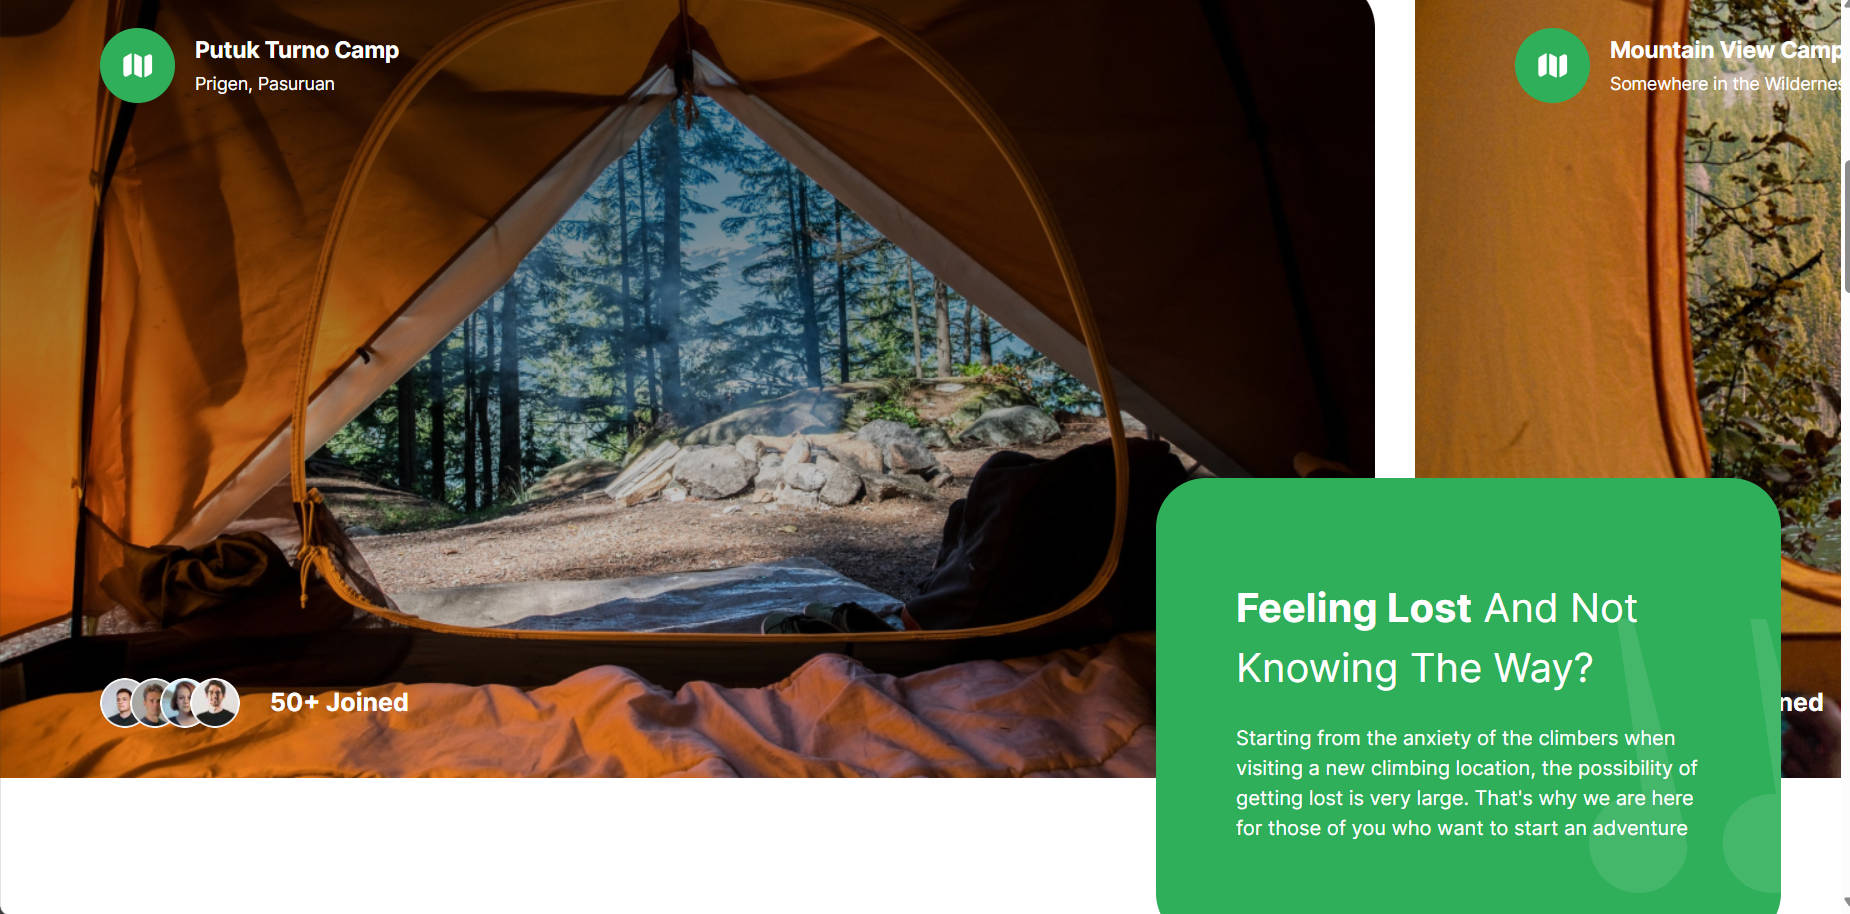 Putuk Turno Camp
Prigen, Pasuruan
50+ Joined
Mountain View Camp
Somewhere in the
Feeling Lost And Not
Knowing The Way?
Starting from the anxiety of the climbers when
visiting a new climbing location, the possibility of
getting lost is very large. That's why we are here
for those of you who want to start an adventure